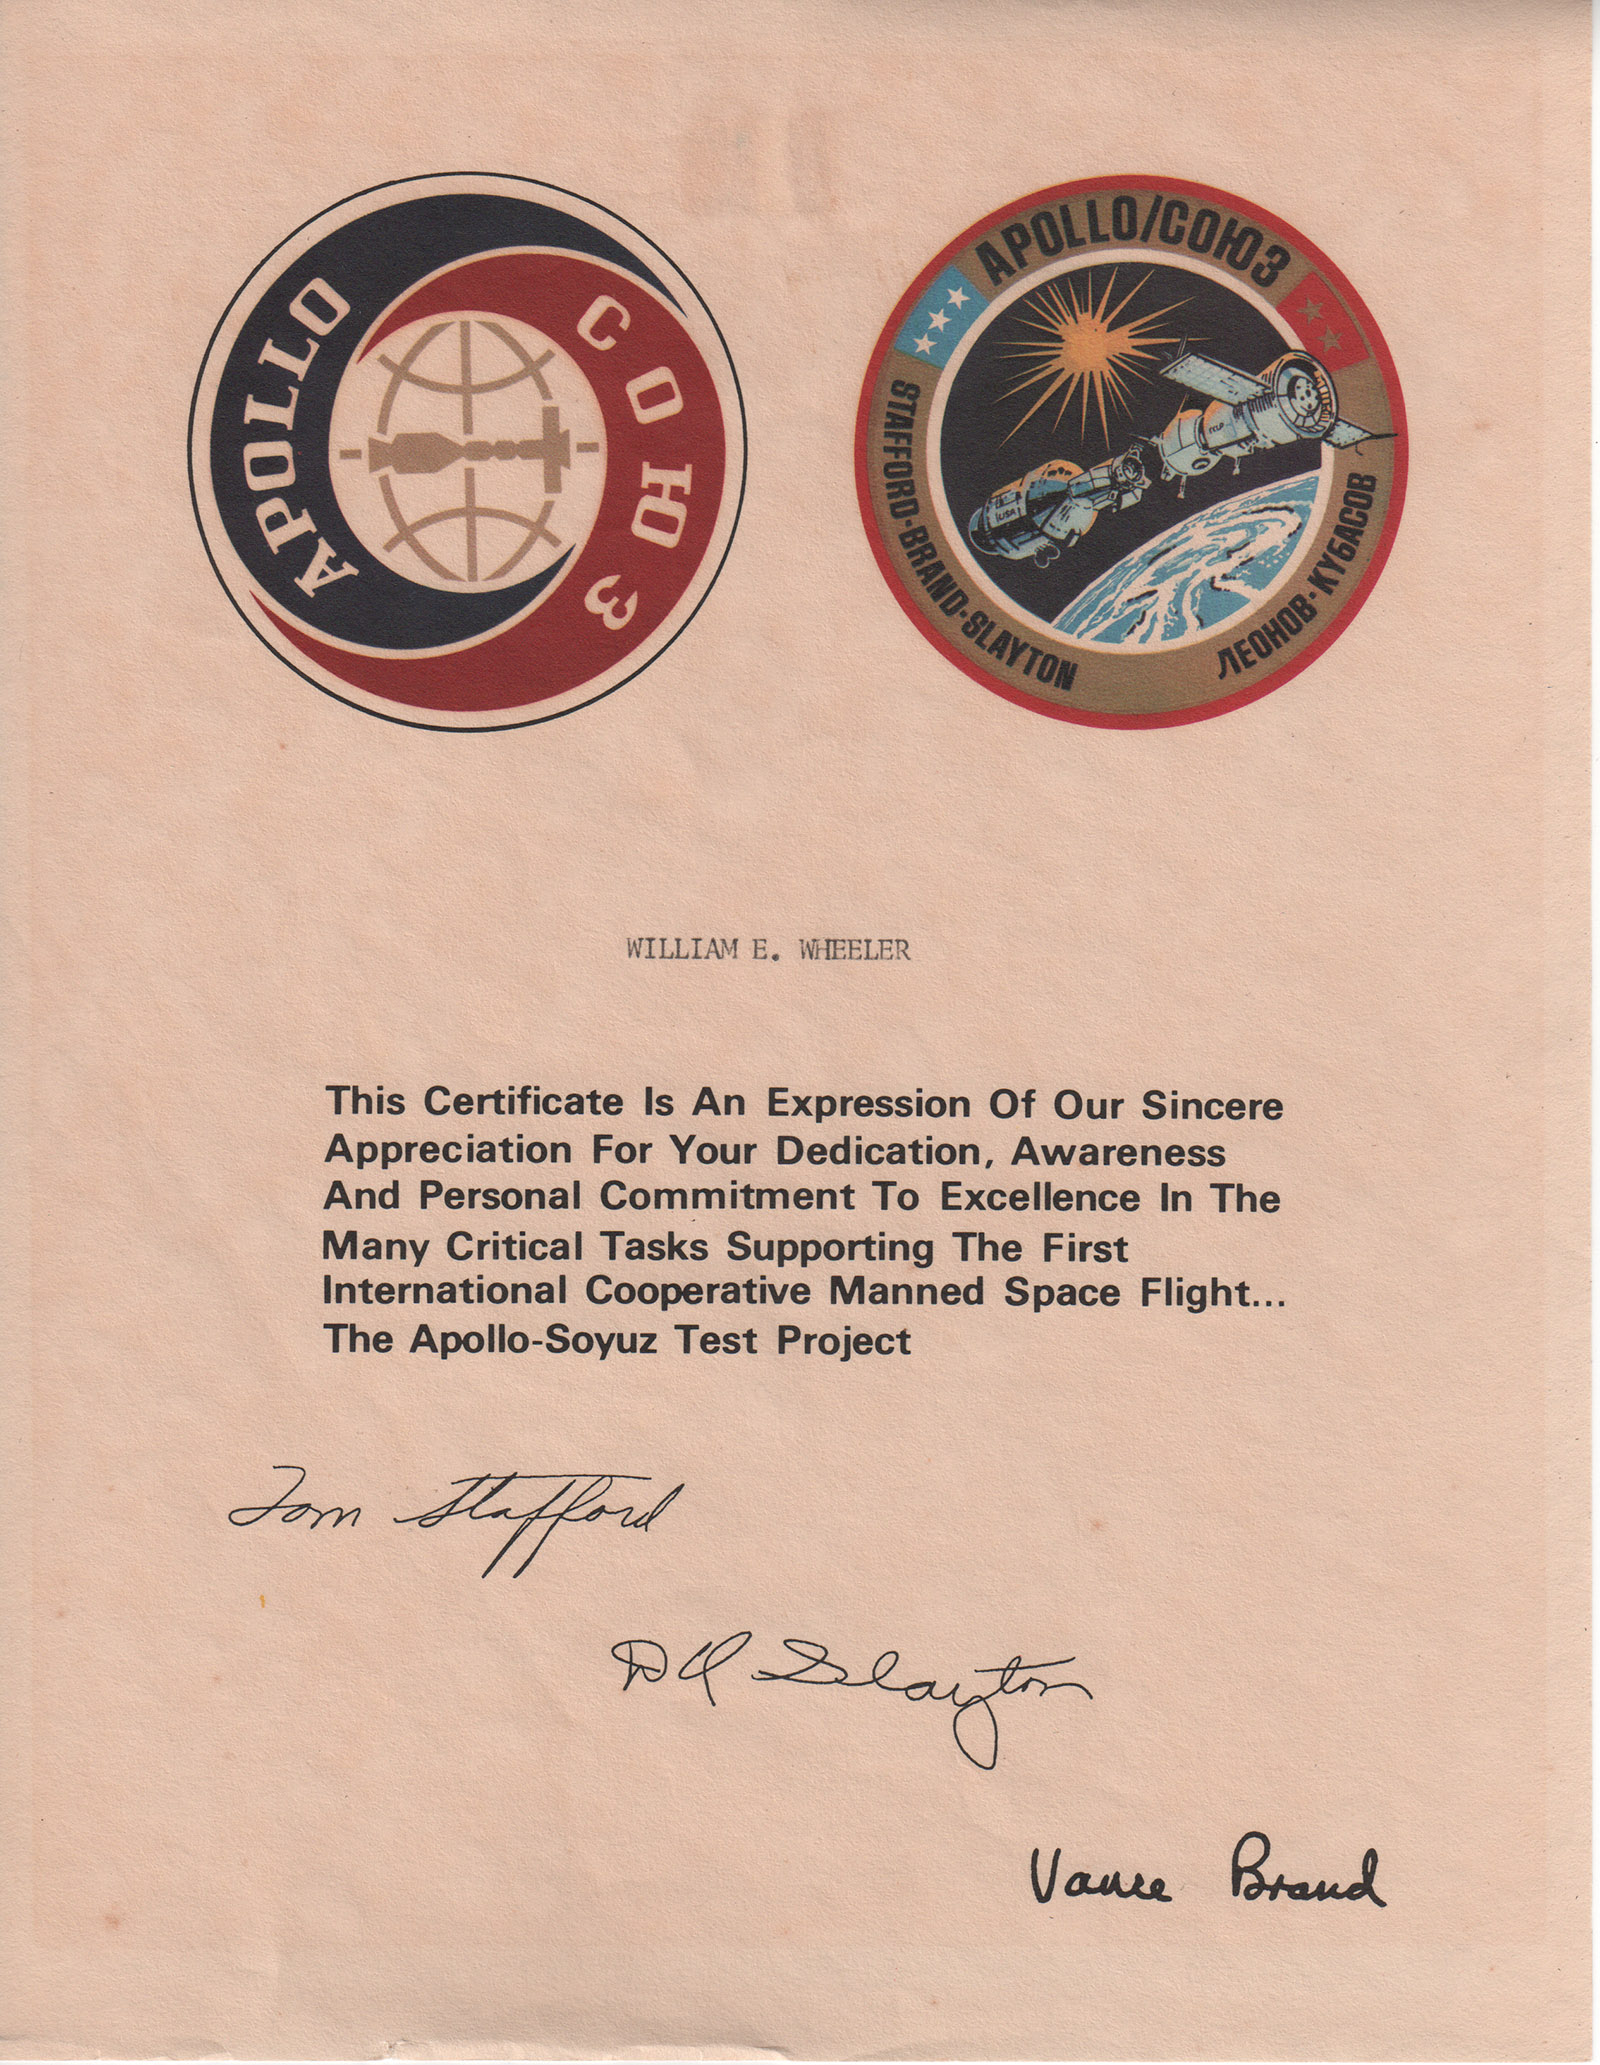 APOLLO
СОЮЗ
APOLLO/СОЮЗ
STAFFORD·BRAND·SLAYTON
ЛЕОНОВ·КУБАСОВ
USA
WILLIAM E. WHEELER
This Certificate Is An Expression Of Our Sincere
Appreciation For Your Dedication, Awareness
And Personal Commitment To Excellence In The
Many Critical Tasks Supporting The First
International Cooperative Manned Space Flight...
The Apollo-Soyuz Test Project
Tom Stafford
DK Slayton
Vance Brand